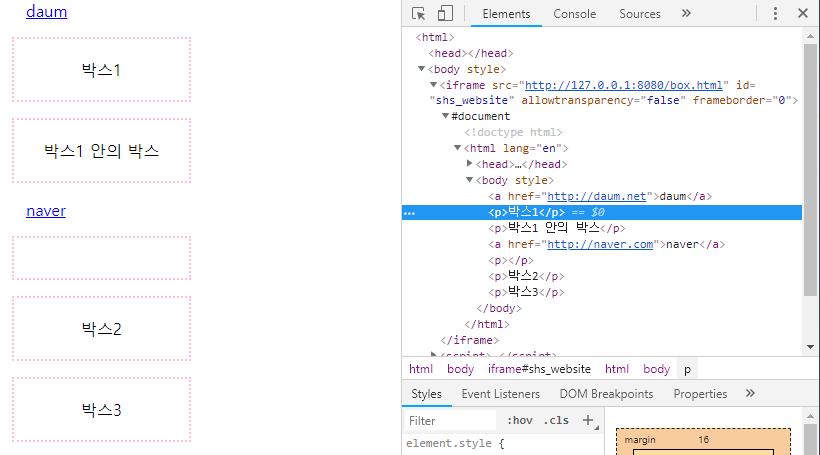 daum
박스1
박스1 안의 박스
naver
박스2
박스3
Elements Console Sources »
<html>
<head></head>
▼<body style>
▼<iframe src="http://127.0.0.1:8080/box.html" id=
"shs_website" allowtransparency="false" frameborder="0">
▼#document
<!doctype html>
▼<html lang="en">
▶<head>…</head>
▼<body style>
<a href="http://daum.net">daum</a>
… <p>박스1</p> == $0
<p>박스1 안의 박스</p>
<a href="http://naver.com">naver</a>
<p></p>
<p>박스2</p>
<p>박스3</p>
</body>
</html>
</iframe>
html body iframe#shs_website html body p
Styles Event Listeners DOM Breakpoints Properties »
Filter :hov .cls +
element.style {
margin 16